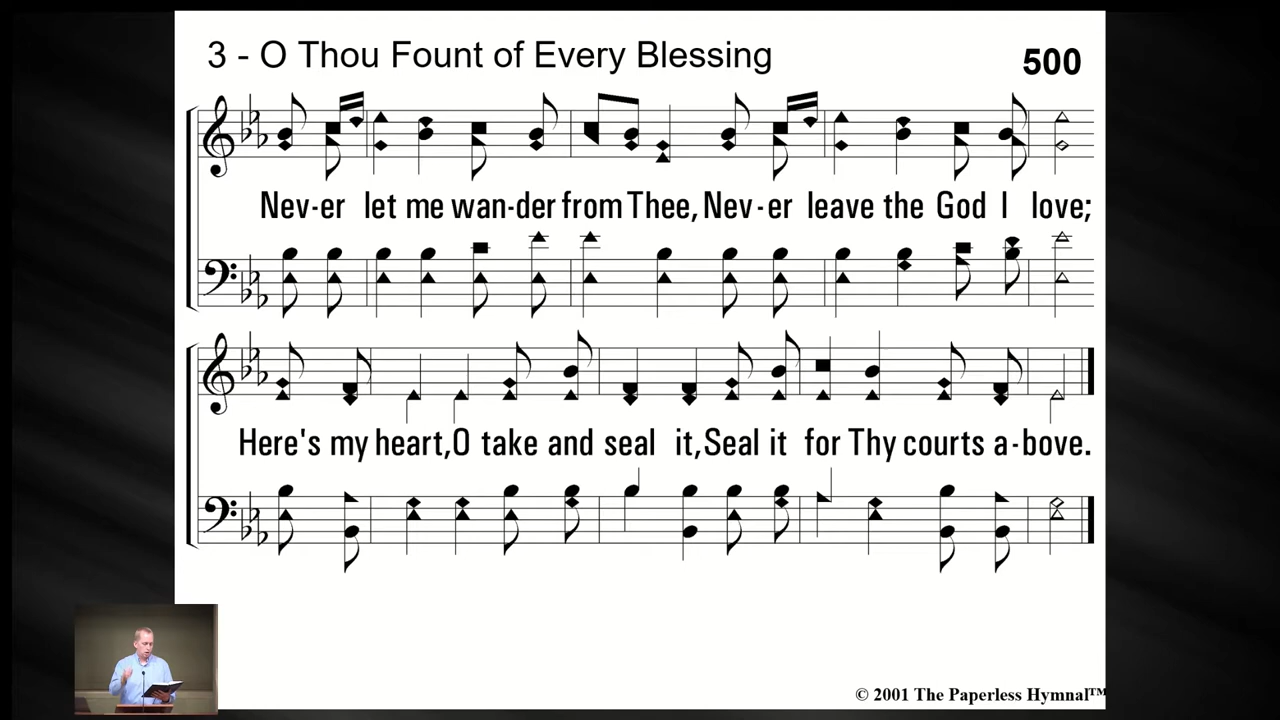 3 - O Thou Fount of Every Blessing
500
Nev-er let me wan-der from Thee, Nev-er leave the God I love;
Here's my heart,O take and seal it,Seal it for Thy courts a-bove.
© 2001 The Paperless Hymnal™